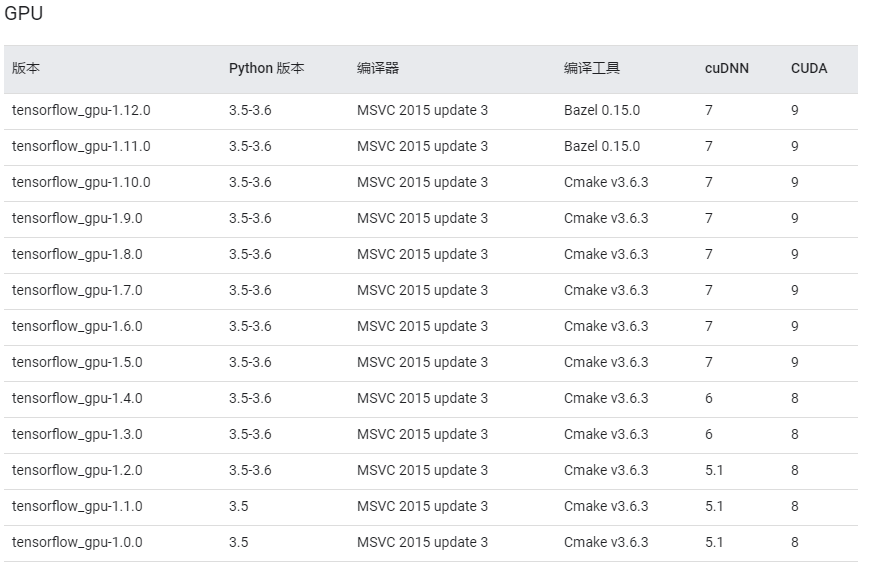 GPU
版本 Python 版本 编译器 编译工具 cuDNN CUDA
tensorflow_gpu-1.12.0 3.5-3.6 MSVC 2015 update 3 Bazel 0.15.0 7 9
tensorflow_gpu-1.11.0 3.5-3.6 MSVC 2015 update 3 Bazel 0.15.0 7 9
tensorflow_gpu-1.10.0 3.5-3.6 MSVC 2015 update 3 Cmake v3.6.3 7 9
tensorflow_gpu-1.9.0 3.5-3.6 MSVC 2015 update 3 Cmake v3.6.3 7 9
tensorflow_gpu-1.8.0 3.5-3.6 MSVC 2015 update 3 Cmake v3.6.3 7 9
tensorflow_gpu-1.7.0 3.5-3.6 MSVC 2015 update 3 Cmake v3.6.3 7 9
tensorflow_gpu-1.6.0 3.5-3.6 MSVC 2015 update 3 Cmake v3.6.3 7 9
tensorflow_gpu-1.5.0 3.5-3.6 MSVC 2015 update 3 Cmake v3.6.3 7 9
tensorflow_gpu-1.4.0 3.5-3.6 MSVC 2015 update 3 Cmake v3.6.3 6 8
tensorflow_gpu-1.3.0 3.5-3.6 MSVC 2015 update 3 Cmake v3.6.3 6 8
tensorflow_gpu-1.2.0 3.5-3.6 MSVC 2015 update 3 Cmake v3.6.3 5.1 8
tensorflow_gpu-1.1.0 3.5 MSVC 2015 update 3 Cmake v3.6.3 5.1 8
tensorflow_gpu-1.0.0 3.5 MSVC 2015 update 3 Cmake v3.6.3 5.1 8